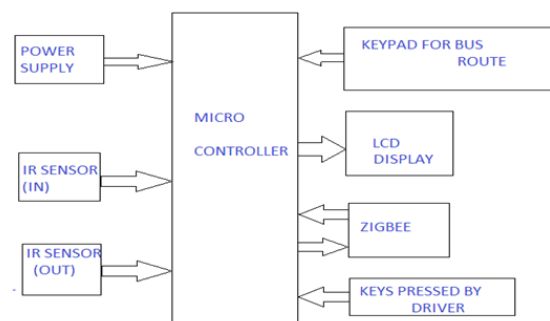 POWER
SUPPLY
IR SENSOR
(IN)
IR SENSOR
(OUT)
MICRO
CONTROLLER
KEYPAD FOR BUS
ROUTE
LCD
DISPLAY
ZIGBEE
KEYS PRESSED BY
DRIVER